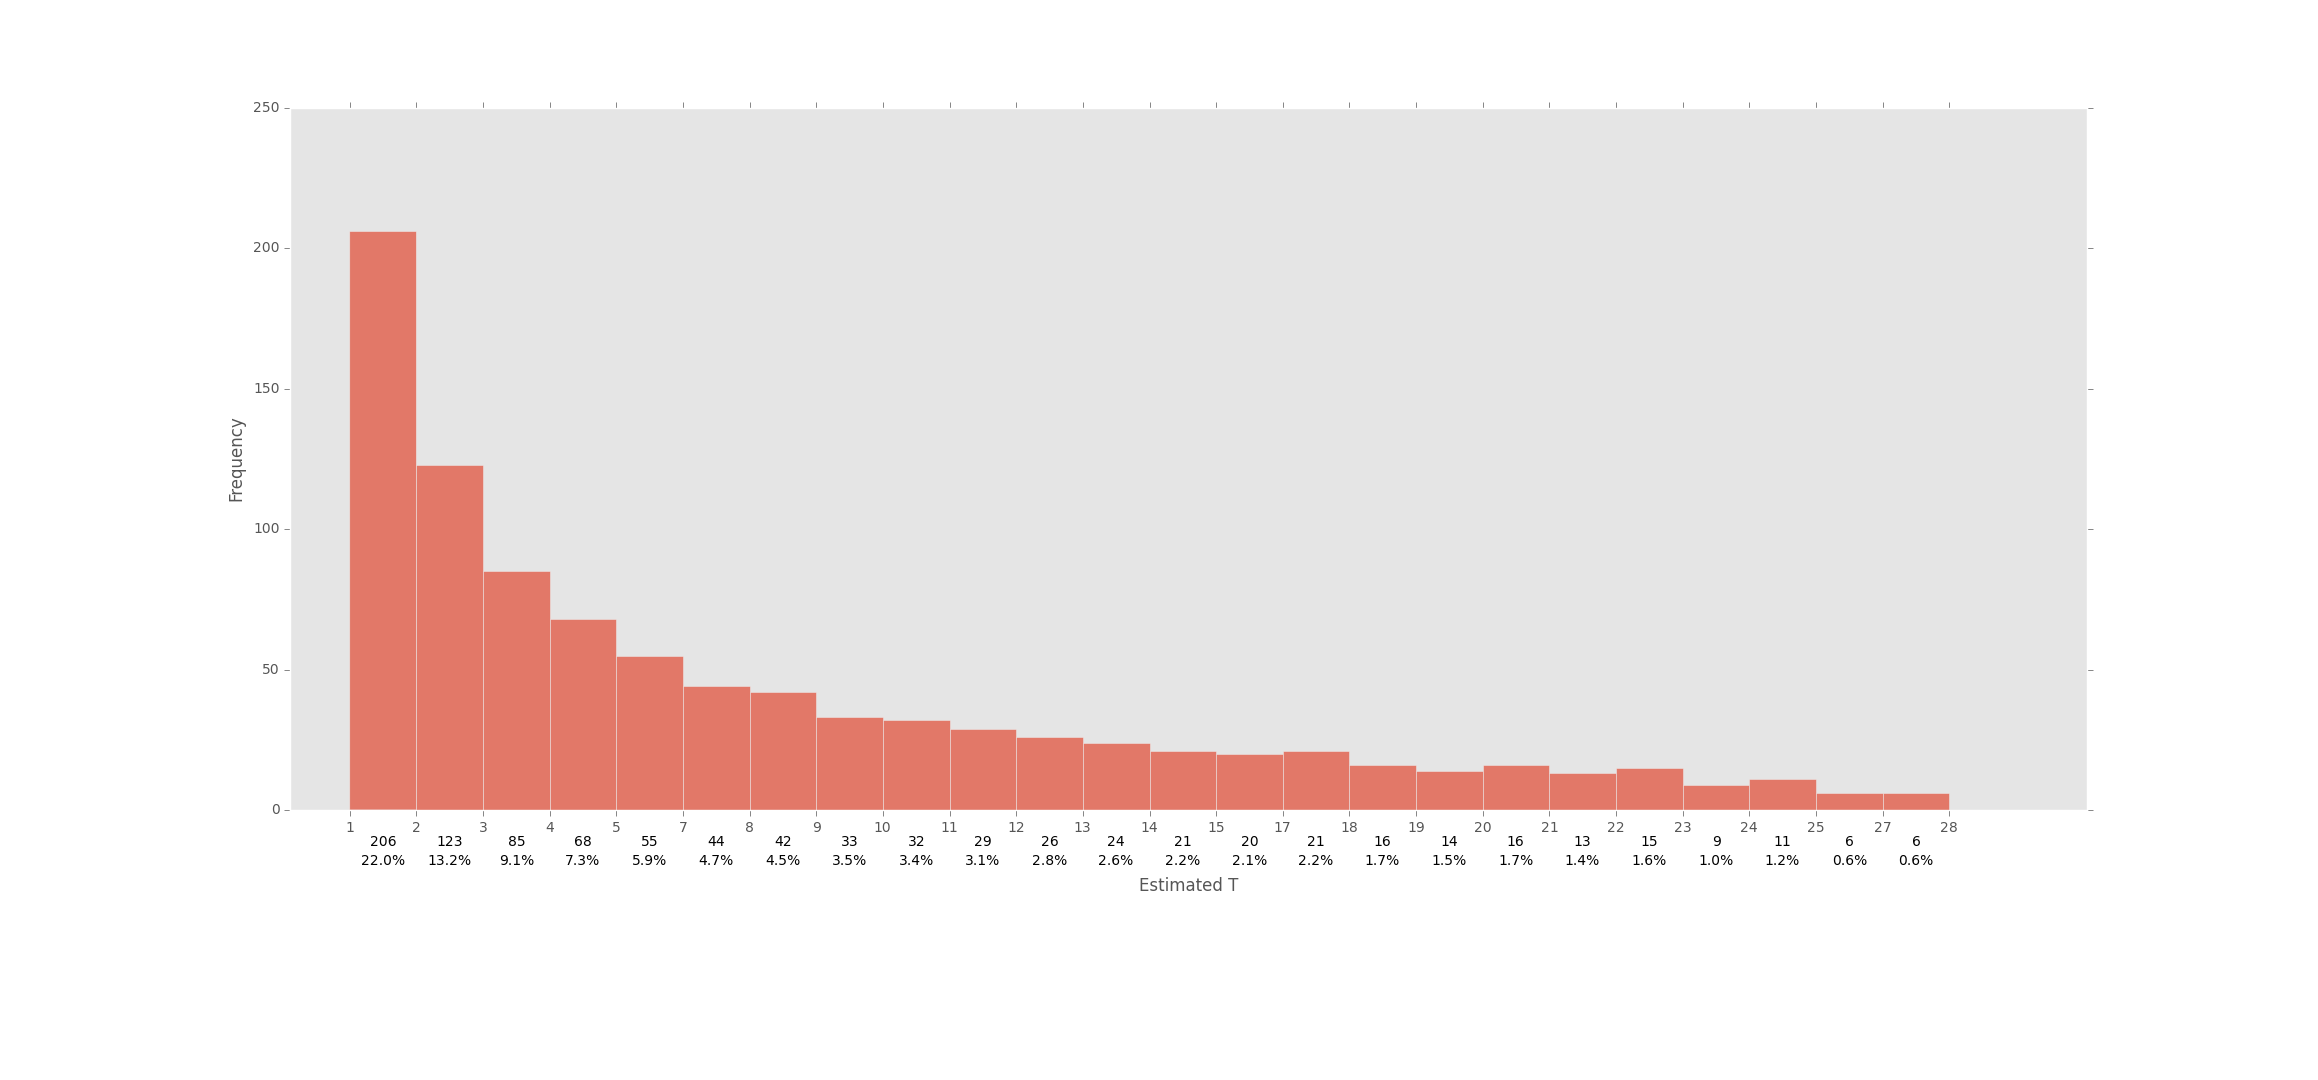 250
200
150
100
50
0
Frequency
1 2 3 4 5 7 8 9 10 11 12 13 14 15 17 18 19 20 21 22 23 24 25 27 28
206 123 85 68 55 44 42 33 32 29 26 24 21 20 21 16 14 16 13 15 9 11 6 6
22.0% 13.2% 9.1% 7.3% 5.9% 4.7% 4.5% 3.5% 3.4% 3.1% 2.8% 2.6% 2.2% 2.1% 2.2% 1.7% 1.5% 1.7% 1.4% 1.6% 1.0% 1.2% 0.6% 0.6%
Estimated T